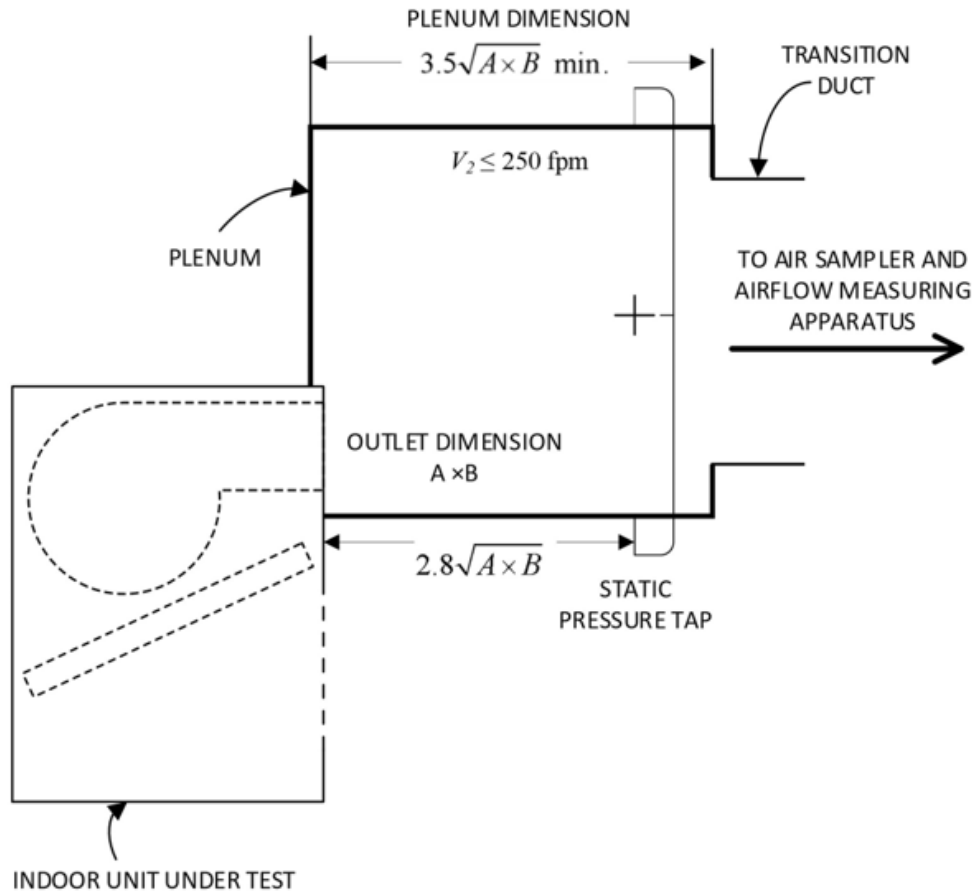 PLENUM DIMENSION
3.5√A × B min.
TRANSITION
DUCT
V₂ ≤ 250 fpm
PLENUM
TO AIR SAMPLER AND
AIRFLOW MEASURING
APPARATUS
OUTLET DIMENSION
A ×B
2.8√A × B
STATIC
PRESSURE TAP
INDOOR UNIT UNDER TEST